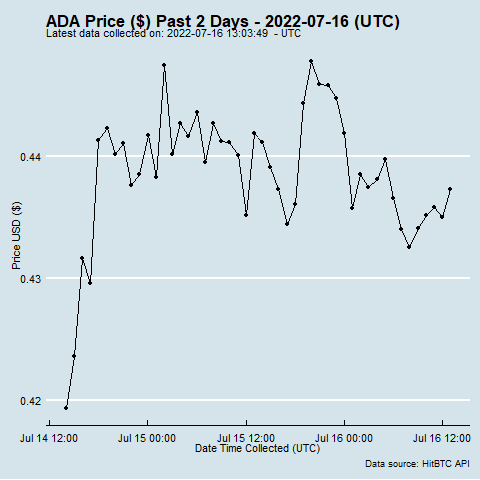 ADA Price ($) Past 2 Days - 2022-07-16 (UTC)
Latest data collected on: 2022-07-16 13:03:49 - UTC
Price USD ($)
0.44
0.43
0.42
Jul 14 12:00 Jul 15 00:00 Jul 15 12:00 Jul 16 00:00 Jul 16 12:00
Date Time Collected (UTC)
Data source: HitBTC API